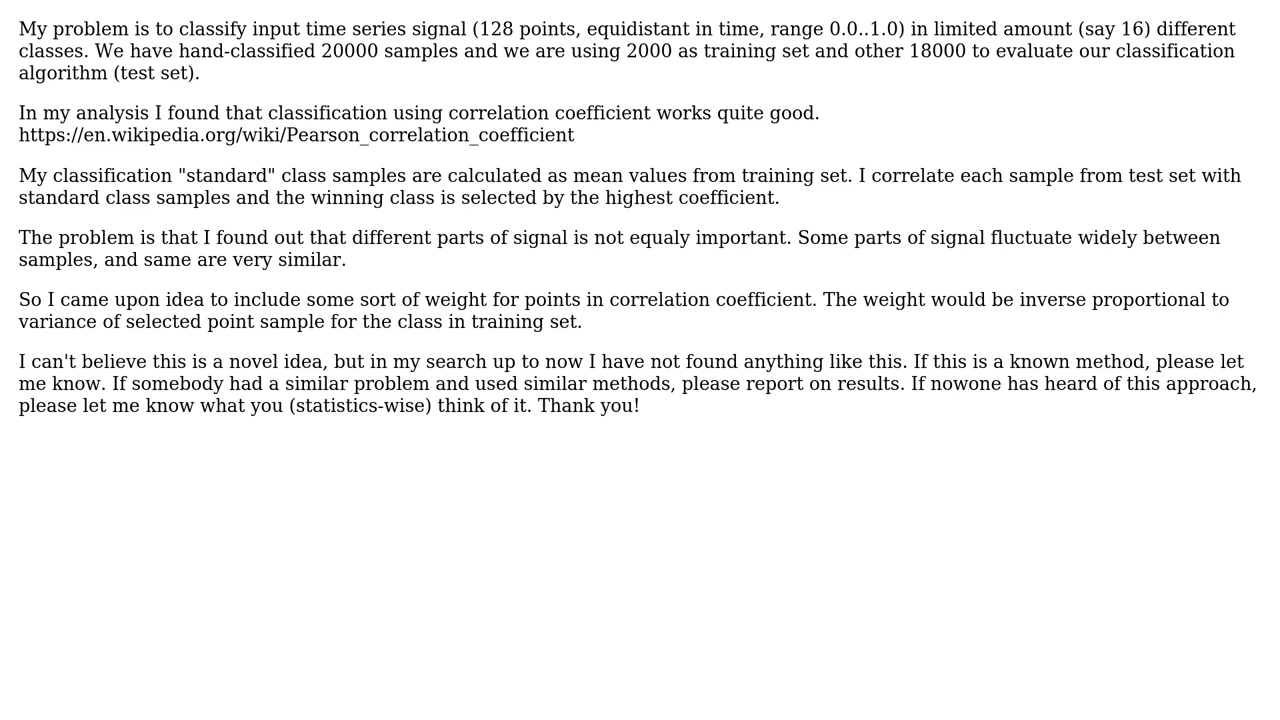 My problem is to classify input time series signal (128 points, equidistant in time, range 0.0..1.0) in limited amount (say 16) different
classes. We have hand-classified 20000 samples and we are using 2000 as training set and other 18000 to evaluate our classification
algorithm (test set).
In my analysis I found that classification using correlation coefficient works quite good.
https://en.wikipedia.org/wiki/Pearson_correlation_coefficient
My classification "standard" class samples are calculated as mean values from training set. I correlate each sample from test set with
standard class samples and the winning class is selected by the highest coefficient.
The problem is that I found out that different parts of signal is not equaly important. Some parts of signal fluctuate widely between
samples, and same are very similar.
So I came upon idea to include some sort of weight for points in correlation coefficient. The weight would be inverse proportional to
variance of selected point sample for the class in training set.
I can't believe this is a novel idea, but in my search up to now I have not found anything like this. If this is a known method, please let
me know. If somebody had a similar problem and used similar methods, please report on results. If nowone has heard of this approach,
please let me know what you (statistics-wise) think of it. Thank you!